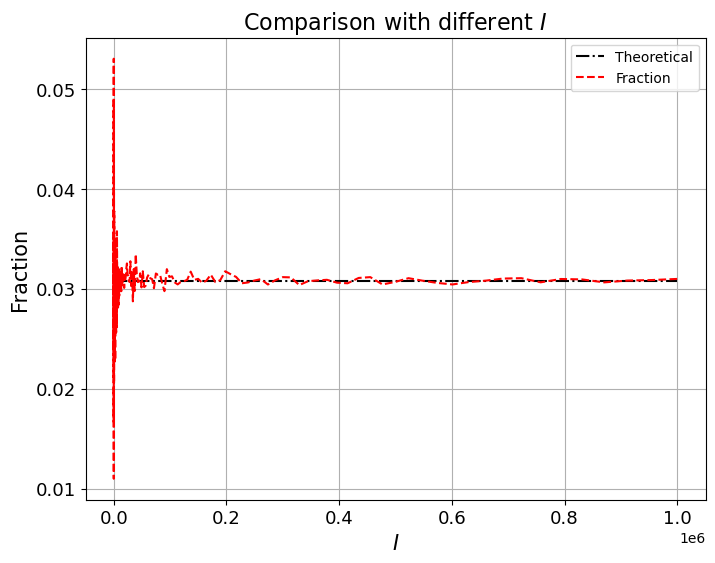 Comparison with different I
Theoretical
Fraction
0.05
0.04
0.03
0.02
0.01
Fraction
0.0 0.2 0.4 0.6 0.8 1.0
1e6
I